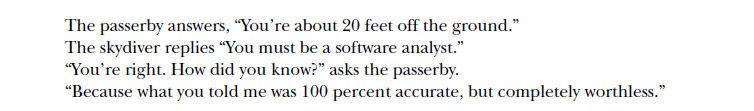 The passerby answers, “You’re about 20 feet off the ground.”
The skydiver replies “You must be a software analyst.”
“You’re right. How did you know?” asks the passerby.
“Because what you told me was 100 percent accurate, but completely worthless.”